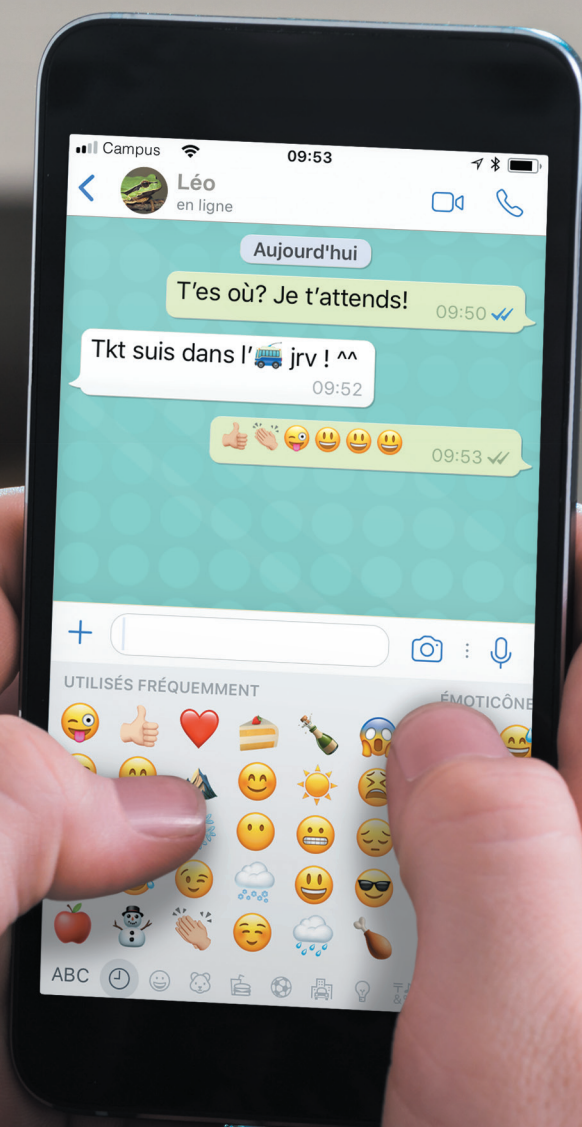 Campus 09:53
Léo
en ligne
Aujourd'hui
T'es où? Je t'attends! 09:50
Tkt suis dans l'🚎 jrv ! ^^
09:52
👍🏼👏🏼😜😃😃😃 09:53
UTILISÉS FRÉQUEMMENT ÉMOTICÔNE
ABC